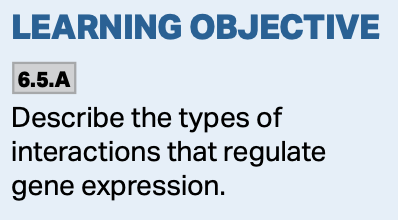 LEARNING OBJECTIVE
6.5.A
Describe the types of
interactions that regulate
gene expression.